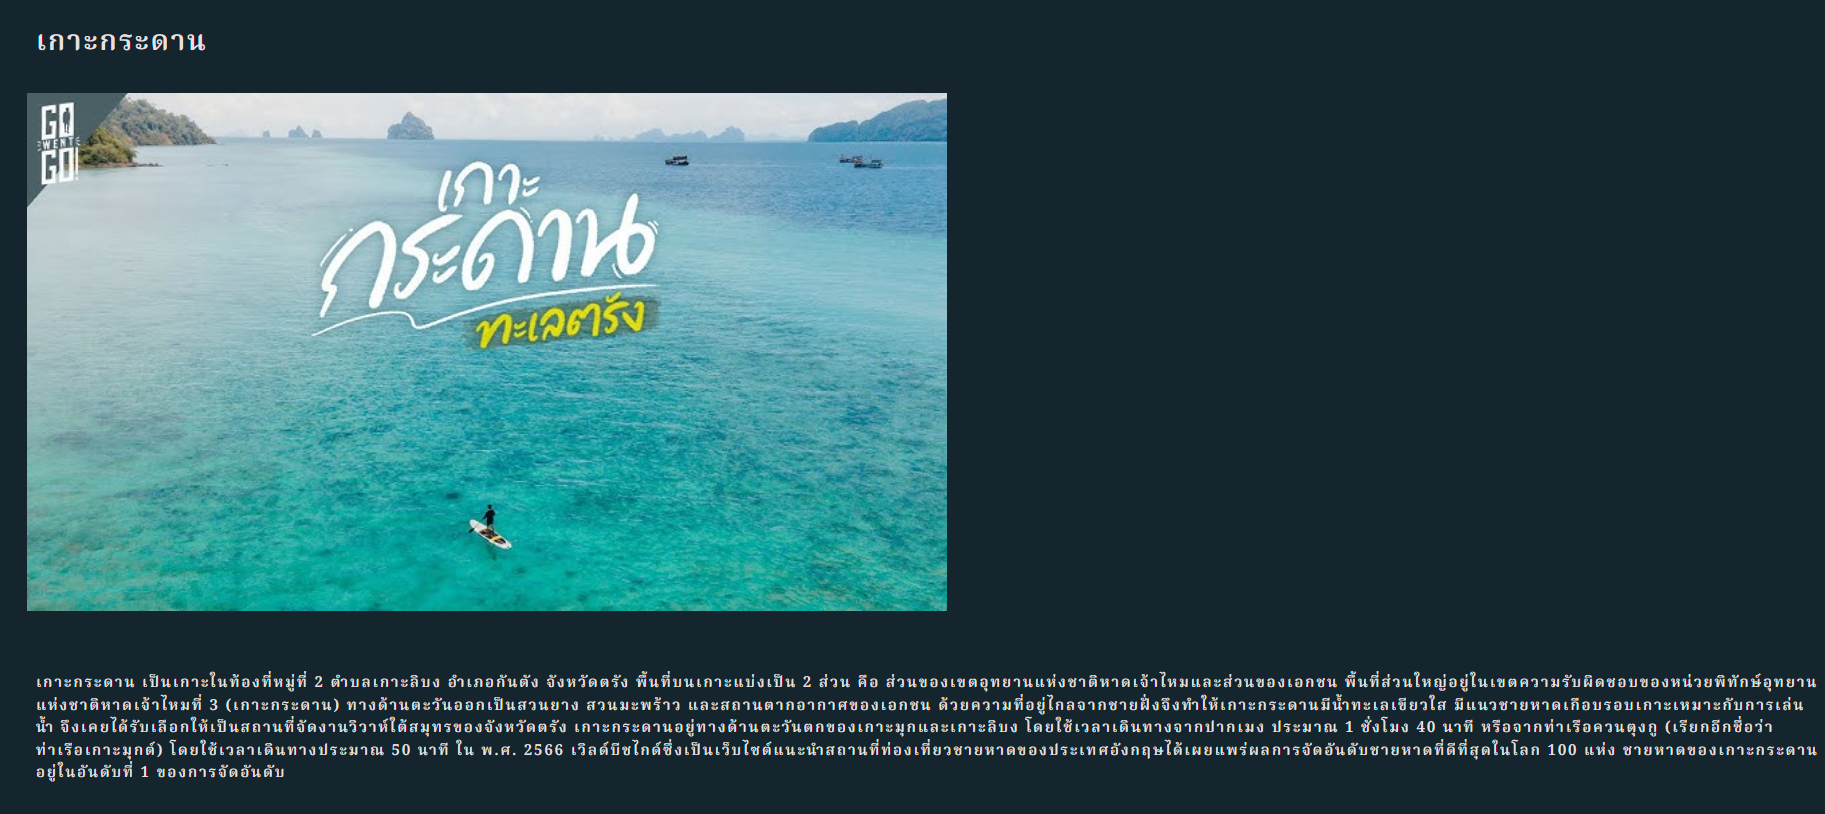 เกาะกระดาน
GO
WENT
GO!
เกาะ
กระดาน
ทะเลตรัง
เกาะกระดาน เป็นเกาะในท้องที่หมู่ที่ 2 ตำบลเกาะลิบง อำเภอกันตัง จังหวัดตรัง พื้นที่บนเกาะแบ่งเป็น 2 ส่วน คือ ส่วนของเขตอุทยานแห่งชาติหาดเจ้าไหมและส่วนของเอกชน พื้นที่ส่วนใหญ่อยู่ในเขตความรับผิดชอบของหน่วยพิทักษ์อุทยาน
แห่งชาติหาดเจ้าไหมที่ 3 (เกาะกระดาน) ทางด้านตะวันออกเป็นสวนยาง สวนมะพร้าว และสถานตากอากาศของเอกชน ด้วยความที่อยู่ไกลจากชายฝั่งจึงทำให้เกาะกระดานมีน้ำทะเลเขียวใส มีแนวชายหาดเกือบรอบเกาะเหมาะกับการเล่น
น้ำ จึงเคยได้รับเลือกให้เป็นสถานที่จัดงานวิวาห์ใต้สมุทรของจังหวัดตรัง เกาะกระดานอยู่ทางด้านตะวันตกของเกาะมุกและเกาะลิบง โดยใช้เวลาเดินทางจากปากเมง ประมาณ 1 ชั่วโมง 40 นาที หรือจากท่าเรือควนตุงกู (เรียกอีกชื่อว่า
ท่าเรือเกาะมุกต์) โดยใช้เวลาเดินทางประมาณ 50 นาที ใน พ.ศ. 2566 เวิลด์บีชไกด์ซึ่งเป็นเว็บไซต์แนะนำสถานที่ท่องเที่ยวชายหาดของประเทศอังกฤษได้เผยแพร่ผลการจัดอันดับชายหาดที่ดีที่สุดในโลก 100 แห่ง ชายหาดของเกาะกระดาน
อยู่ในอันดับที่ 1 ของการจัดอันดับ